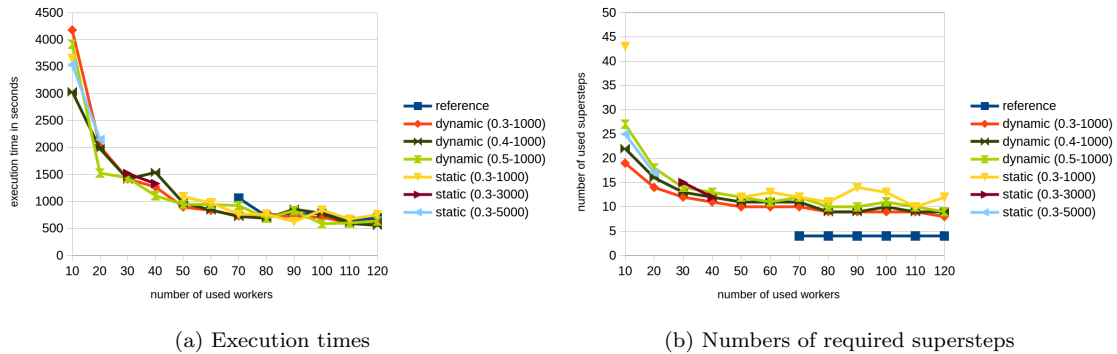 4500
4000
3500
3000
2500
2000
1500
1000
500
0
execution time in seconds
10 20 30 40 50 60 70 80 90 100 110 120
number of used workers
reference
dynamic (0.3-1000)
dynamic (0.4-1000)
dynamic (0.5-1000)
static (0.3-1000)
static (0.3-3000)
static (0.3-5000)
(a) Execution times
50
45
40
35
30
25
20
15
10
5
0
number of used supersteps
10 20 30 40 50 60 70 80 90 100 110 120
number of used workers
reference
dynamic (0.3-1000)
dynamic (0.4-1000)
dynamic (0.5-1000)
static (0.3-1000)
static (0.3-3000)
static (0.3-5000)
(b) Numbers of required supersteps